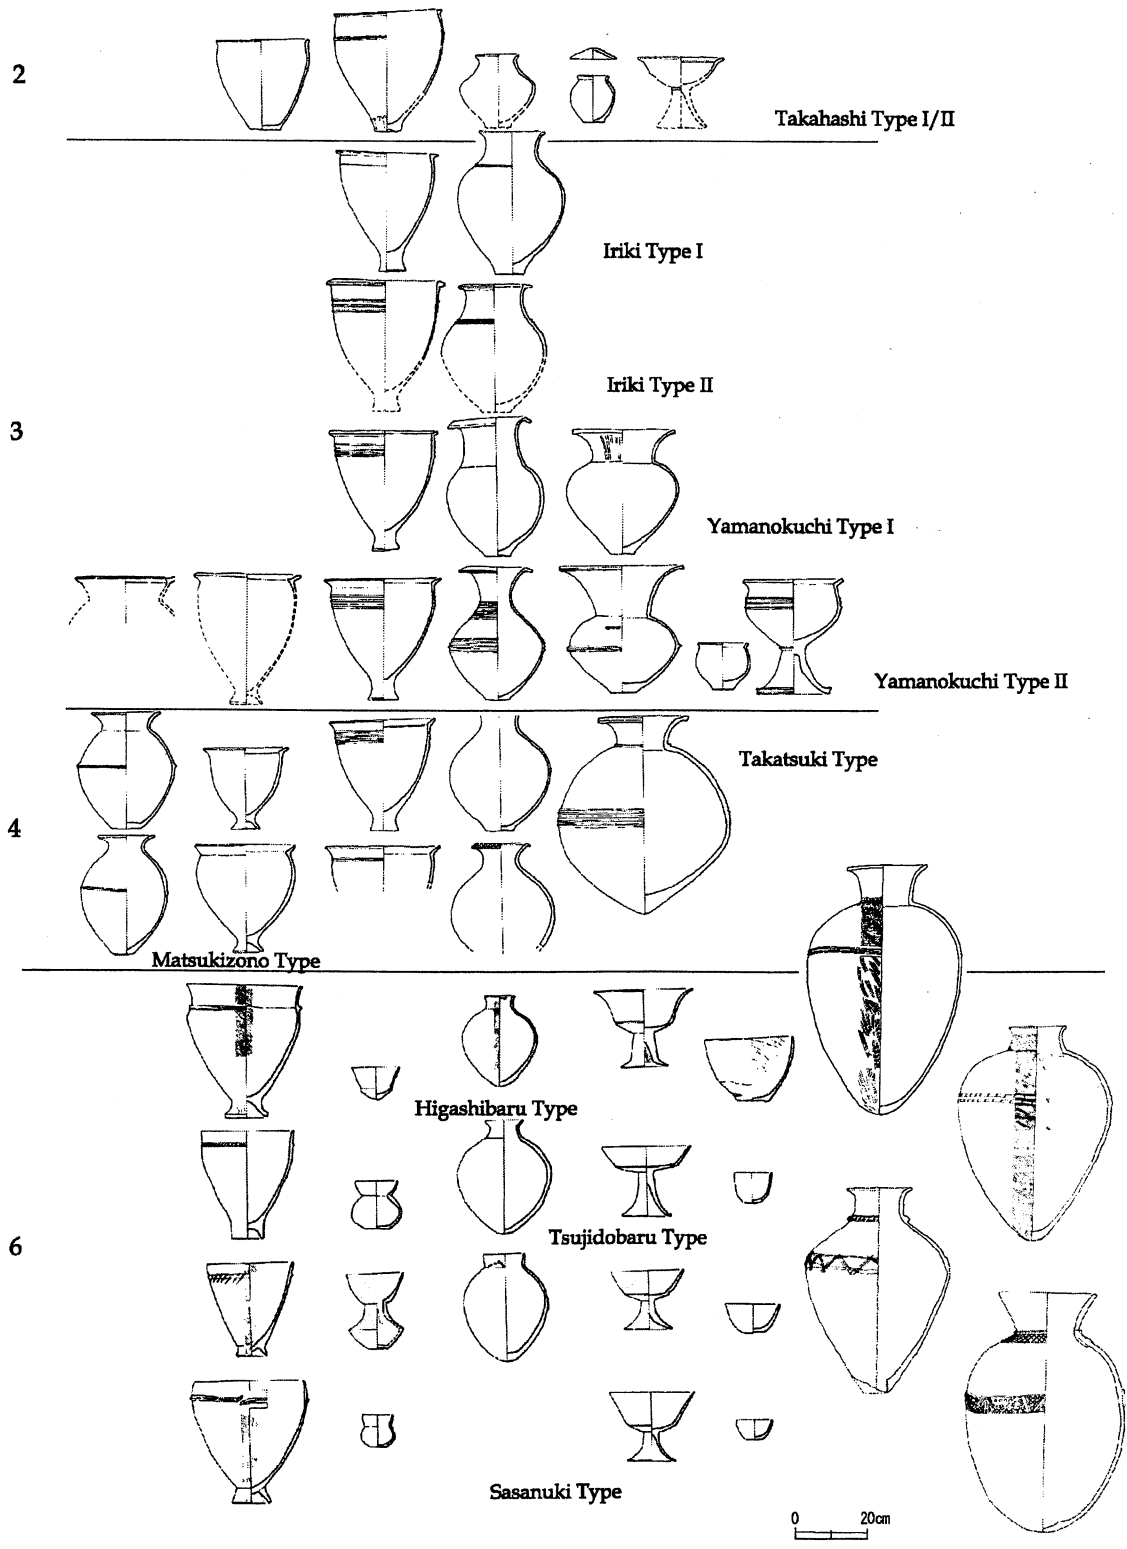 2
Takahashi Type I/II
Iriki Type I
Iriki Type II
3
Yamanokuchi Type I
Yamanokuchi Type II
Takatsuki Type
4
Matsukizono Type
Higashibaru Type
Tsujidobaru Type
6
Sasanuki Type
0 20cm